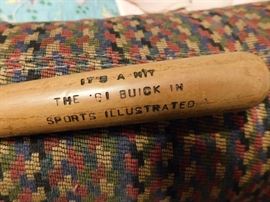 IT'S A HIT
THE '61 BUICK IN
SPORTS ILLUSTRATED